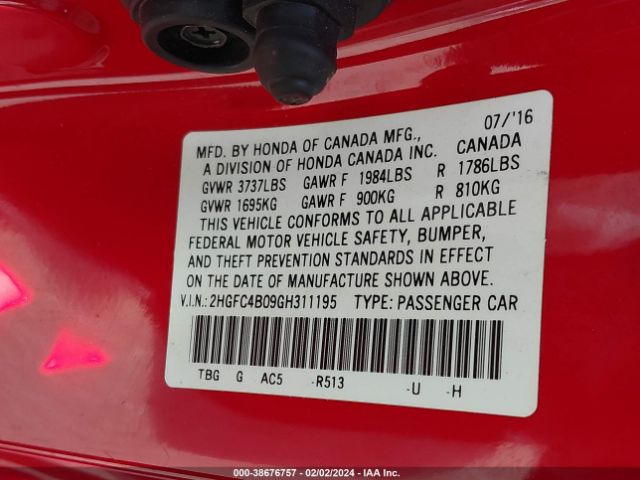 07/'16
MFD. BY HONDA OF CANADA MFG., CANADA
A DIVISION OF HONDA CANADA INC.
GVWR 3737LBS GAWR F 1984LBS R 1786LBS
GVWR 1695KG GAWR F 900KG R 810KG
THIS VEHICLE CONFORMS TO ALL APPLICABLE
FEDERAL MOTOR VEHICLE SAFETY, BUMPER,
AND THEFT PREVENTION STANDARDS IN EFFECT
ON THE DATE OF MANUFACTURE SHOWN ABOVE.
V.I.N.: 2HGFC4B09GH311195 TYPE: PASSENGER CAR
TBG G AC5 -R513 -U -H
000-38676757 - 02/02/2024 - IAA